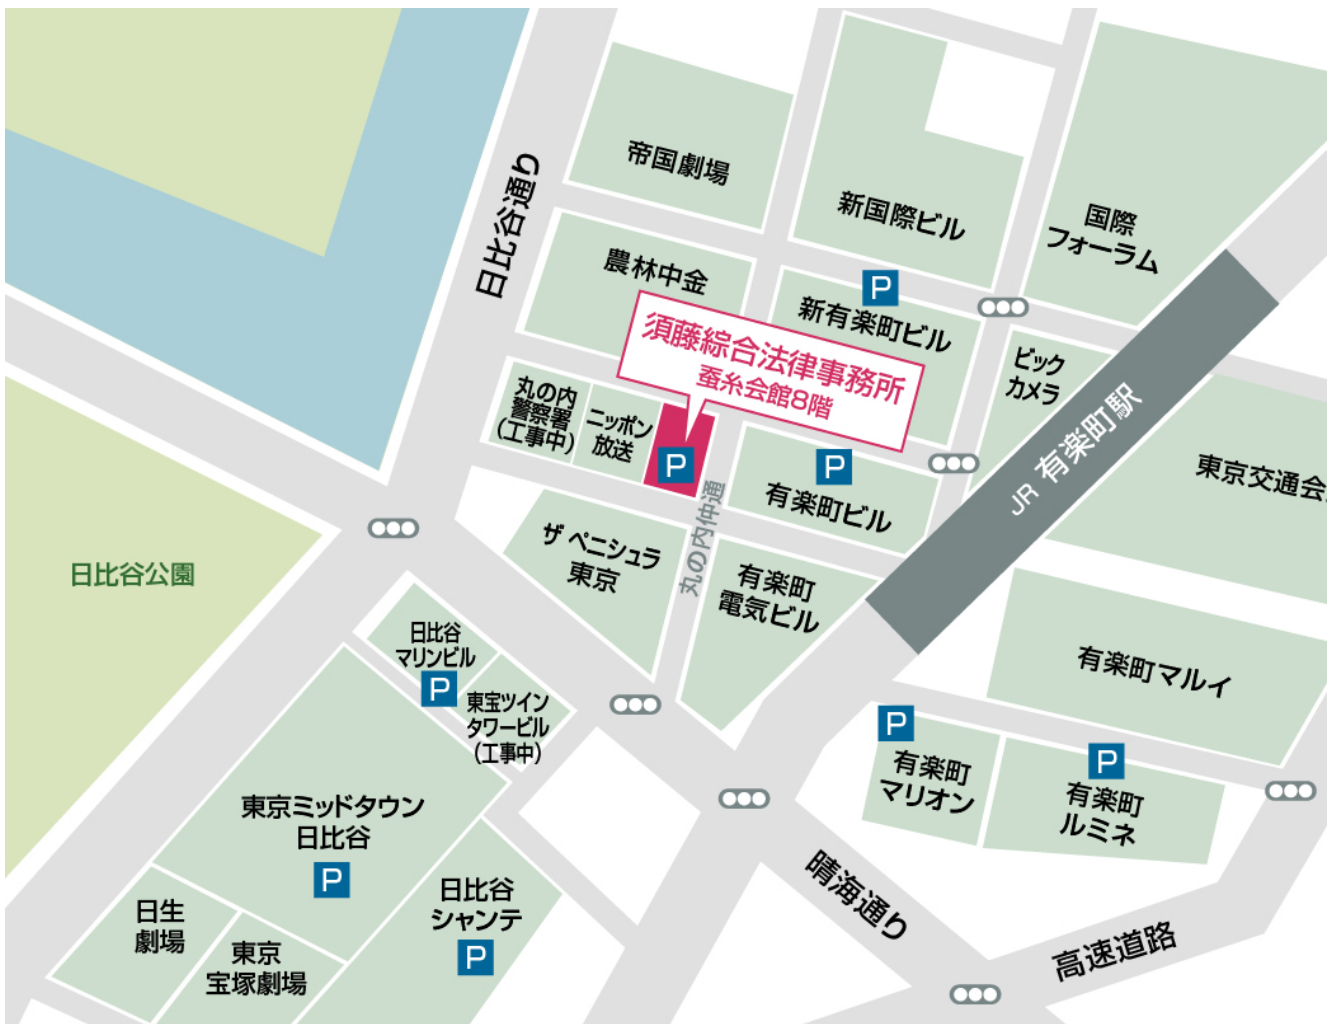 帝国劇場
日比谷通り
新国際ビル
国際
フォーラム
農林中金
P
新有楽町ビル
須藤綜合法律事務所
蚕糸会館8階
ビック
カメラ
丸の内
警察署
(工事中)
ニッポン
放送
P
P
有楽町ビル
JR 有楽町駅
東京交通会
丸の内仲通
ザ ペニシュラ
東京
有楽町
電気ビル
日比谷公園
日比谷
マリンビル
P
東宝ツイン
タワービル
(工事中)
有楽町マルイ
P
有楽町
マリオン
P
有楽町
ルミネ
東京ミッドタウン
日比谷
P
日比谷
シャンテ
P
晴海通り
高速道路
日生
劇場
東京
宝塚劇場